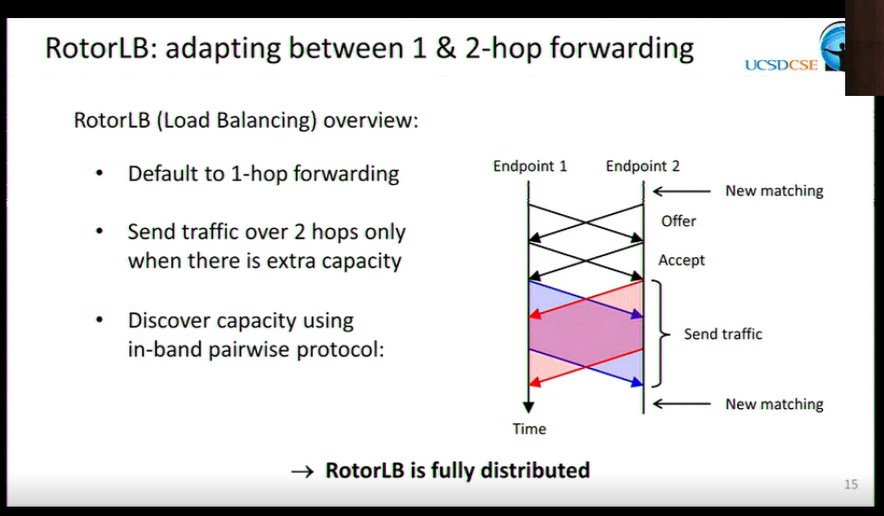 RotorLB: adapting between 1 & 2-hop forwarding
UCSDCSE
RotorLB (Load Balancing) overview:
• Default to 1-hop forwarding
• Send traffic over 2 hops only
when there is extra capacity
• Discover capacity using
in-band pairwise protocol:
Endpoint 1
Endpoint 2
New matching
Offer
Accept
Send traffic
New matching
Time
→ RotorLB is fully distributed
15